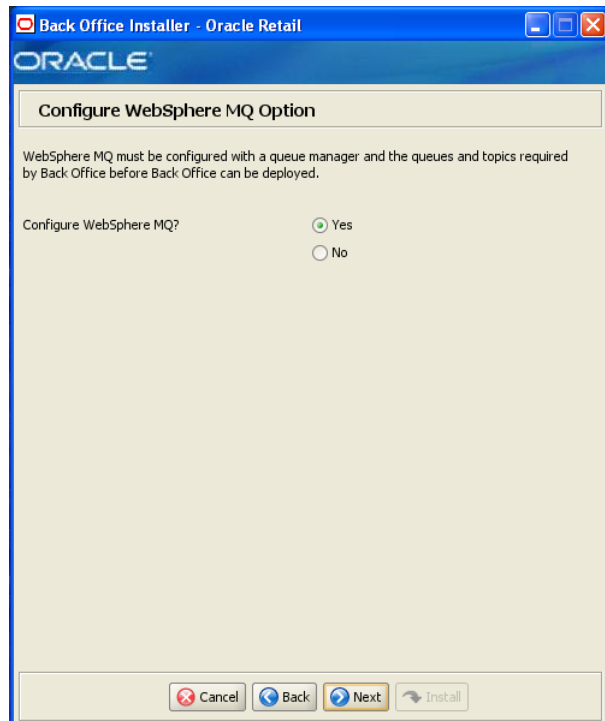 Back Office Installer - Oracle Retail
ORACLE
Configure WebSphere MQ Option
WebSphere MQ must be configured with a queue manager and the queues and topics required
by Back Office before Back Office can be deployed.
Configure WebSphere MQ?
Yes
No
Cancel
Back
Next
Install